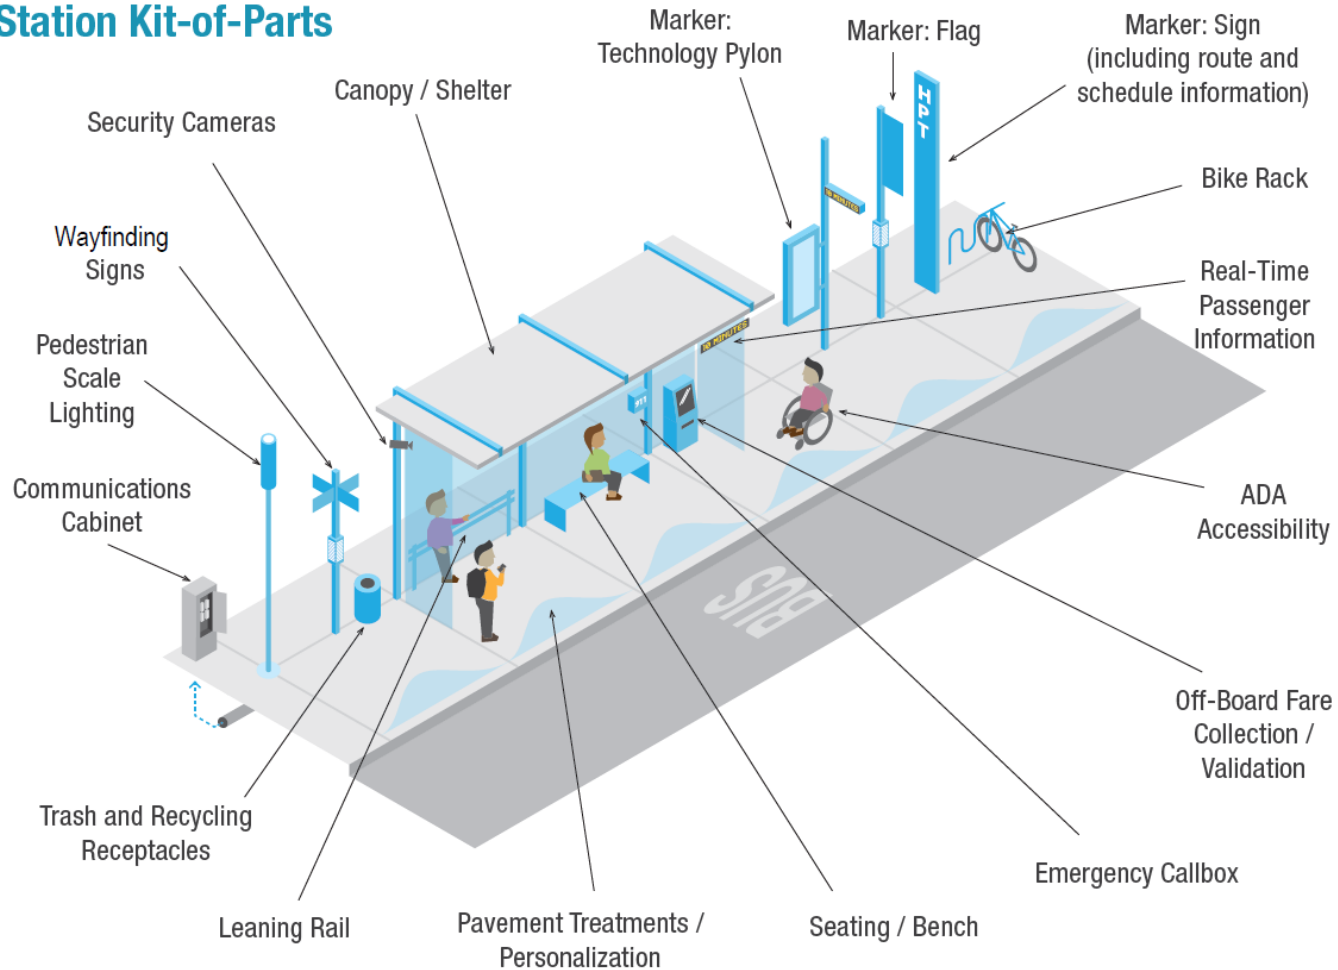 Station Kit-of-Parts
Marker:
Technology Pylon
Marker: Flag
Marker: Sign
(including route and
schedule information)
Canopy / Shelter
Security Cameras
Wayfinding
Signs
Pedestrian
Scale
Lighting
Communications
Cabinet
Bike Rack
Real-Time
Passenger
Information
ADA
Accessibility
Off-Board Fare
Collection /
Validation
Emergency Callbox
Seating / Bench
Pavement Treatments /
Personalization
Leaning Rail
Trash and Recycling
Receptacles
HPT
10 MINUTES
10 MINUTES
911
BUS